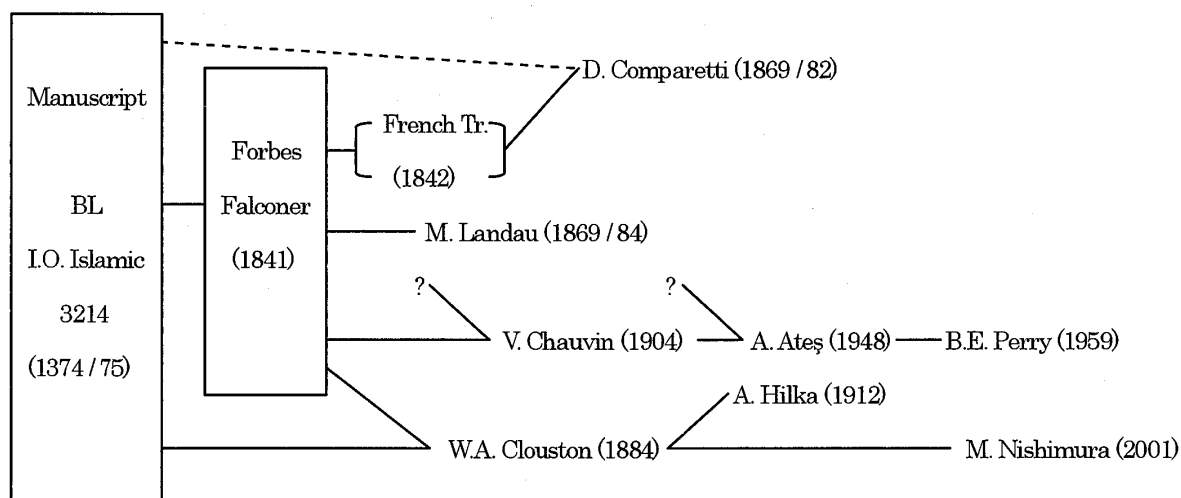 Manuscript
BL
I.O. Islamic
3214
(1374/75)
Forbes
Falconer
(1841)
French Tr.
(1842)
D. Comparetti (1869/82)
M. Landau (1869/84)
?
V. Chauvin (1904)
?
A. Ateş (1948)
B.E. Perry (1959)
A. Hilka (1912)
W.A. Clouston (1884)
M. Nishimura (2001)